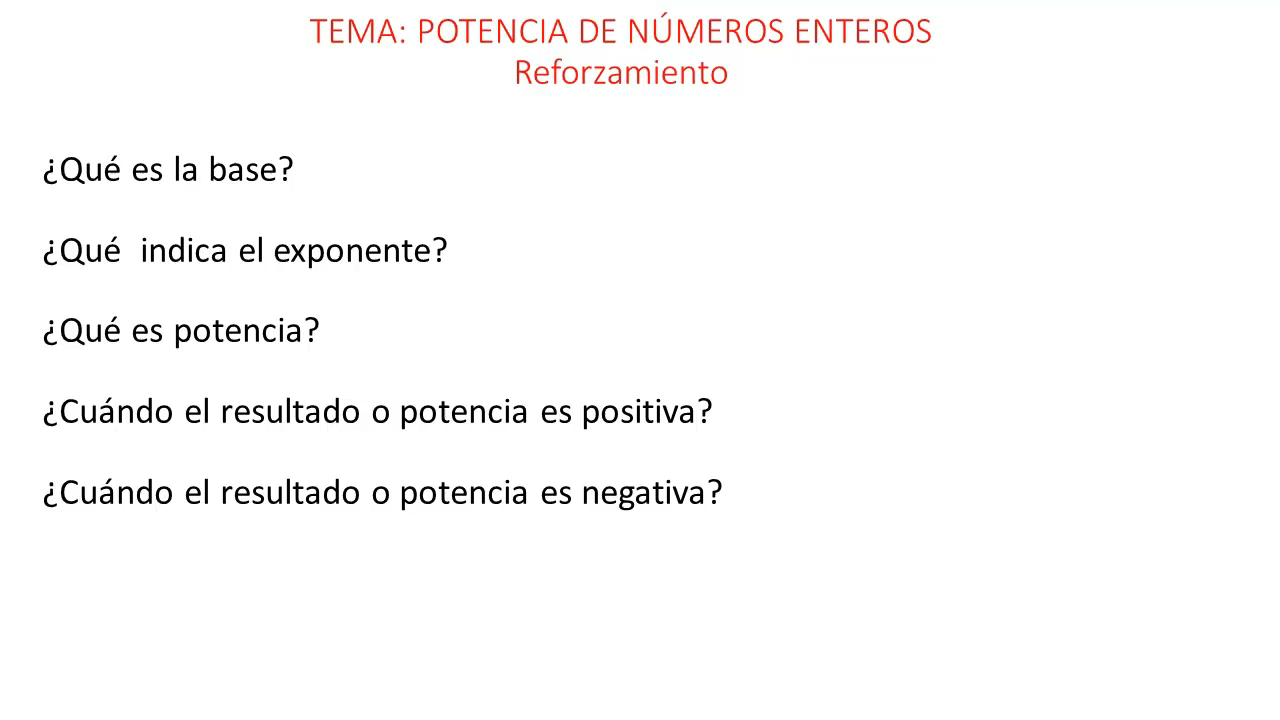 TEMA: POTENCIA DE NÚMEROS ENTEROS
Reforzamiento
¿Qué es la base?
¿Qué  indica el exponente?
¿Qué es potencia?
¿Cuándo el resultado o potencia es positiva?
¿Cuándo el resultado o potencia es negativa?